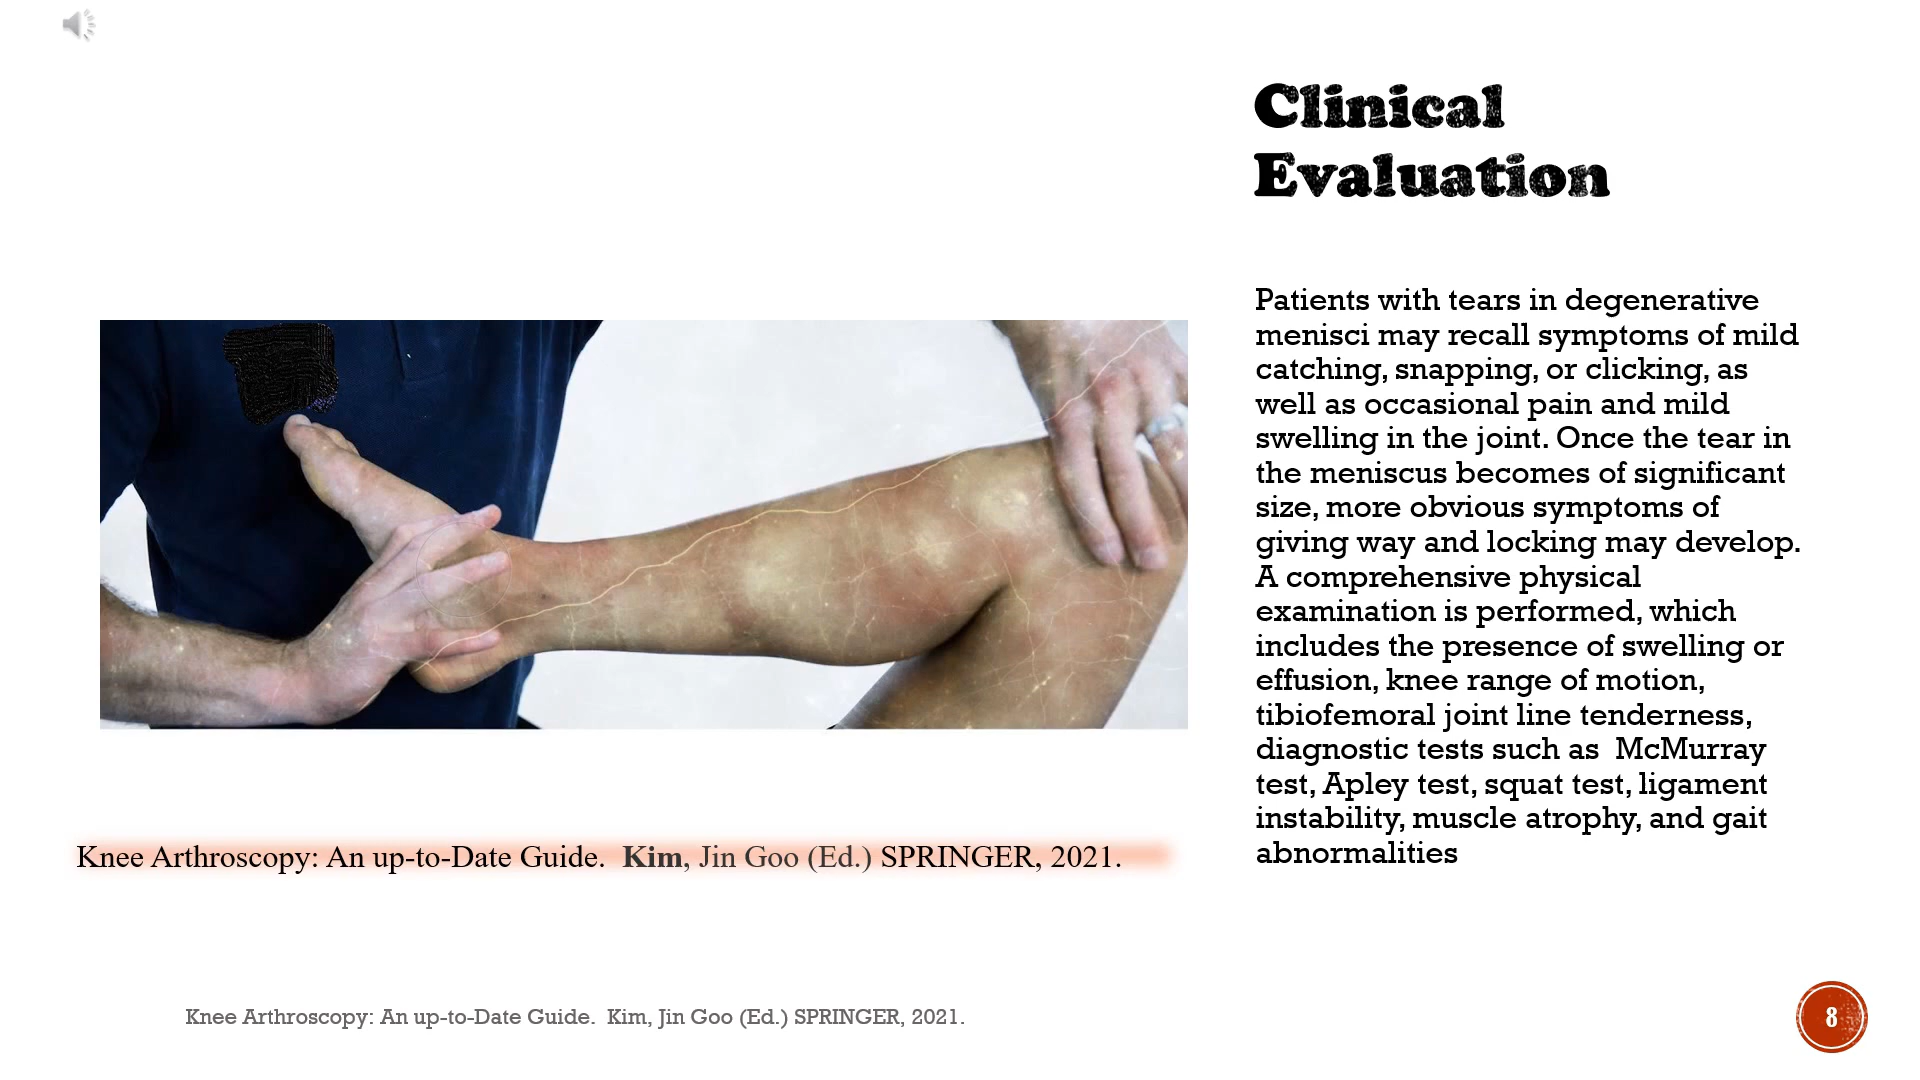 Clinical
Evaluation
Patients with tears in degenerative
menisci may recall symptoms of mild
catching, snapping, or clicking, as
well as occasional pain and mild
swelling in the joint. Once the tear in
the meniscus becomes of significant
size, more obvious symptoms of
giving way and locking may develop.
A comprehensive physical
examination is performed, which
includes the presence of swelling or
effusion, knee range of motion,
tibiofemoral joint line tenderness,
diagnostic tests such as  McMurray
test, Apley test, squat test, ligament
instability, muscle atrophy, and gait
abnormalities
Knee Arthroscopy: An up-to-Date Guide.  Kim, Jin Goo (Ed.) SPRINGER, 2021.
Knee Arthroscopy: An up-to-Date Guide.  Kim, Jin Goo (Ed.) SPRINGER, 2021.
8